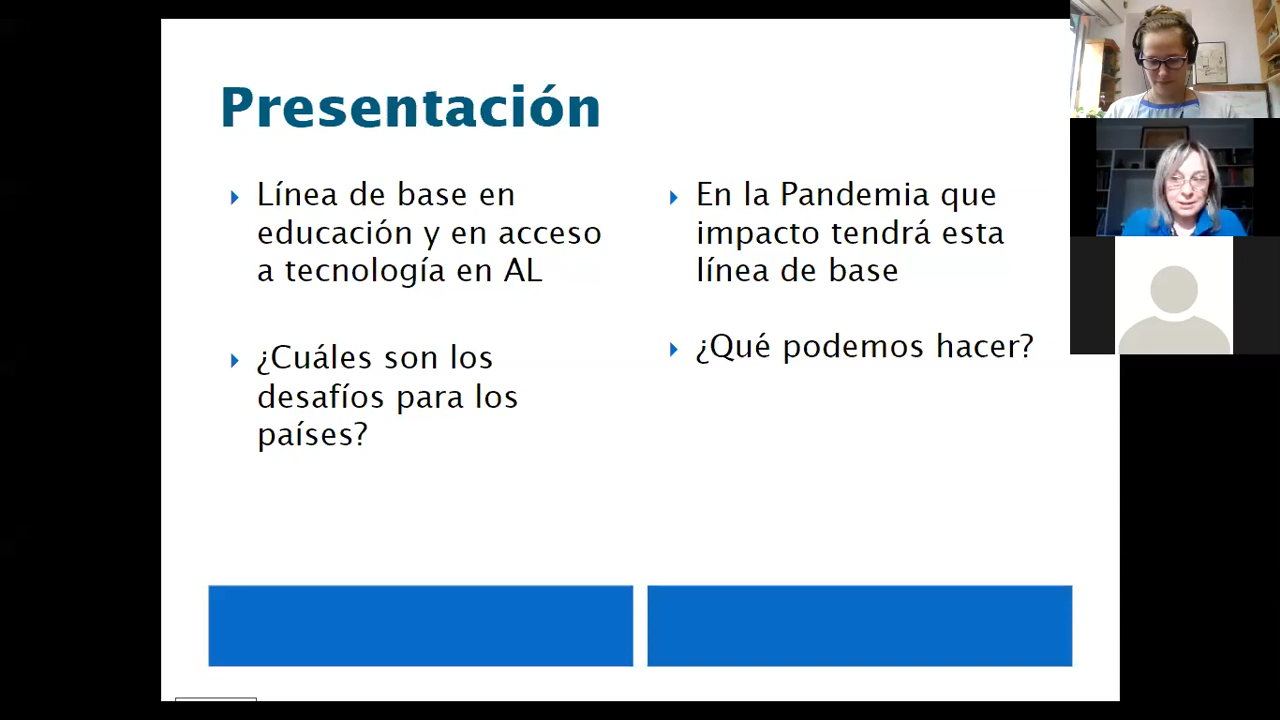 Presentación
Línea de base en
educación y en acceso
a tecnología en AL
¿Cuáles son los
desafíos para los
países?
En la Pandemia que
impacto tendrá esta
línea de base
¿Qué podemos hacer?